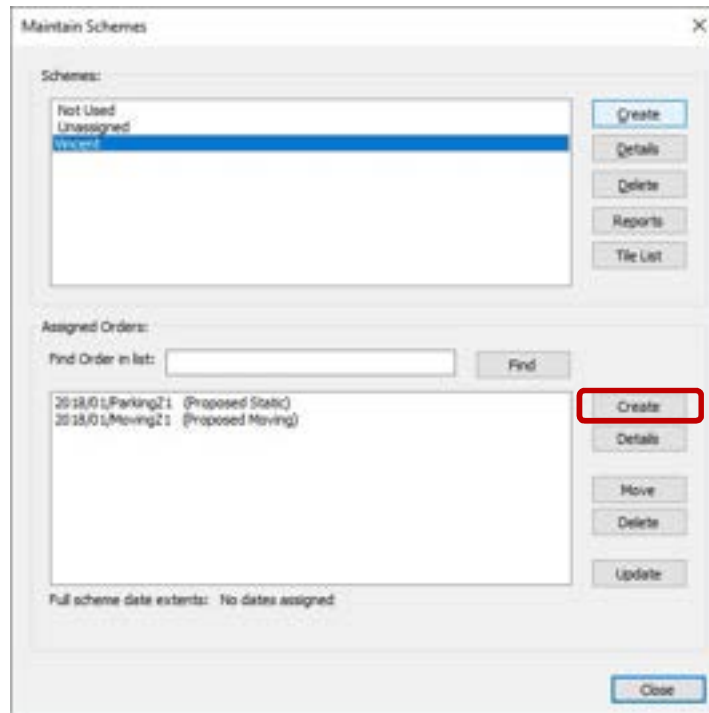 Maintain Schemes
Schemes:
Not Used
Unassigned
Vincent
Create
Details
Delete
Reports
Tile List
Assigned Orders:
Find Order in list:
Find
2018/01/ParkingZ1 (Proposed Static)
2018/01/MovingZ1 (Proposed Moving)
Create
Details
Move
Delete
Update
Full scheme date extents: No dates assigned
Close